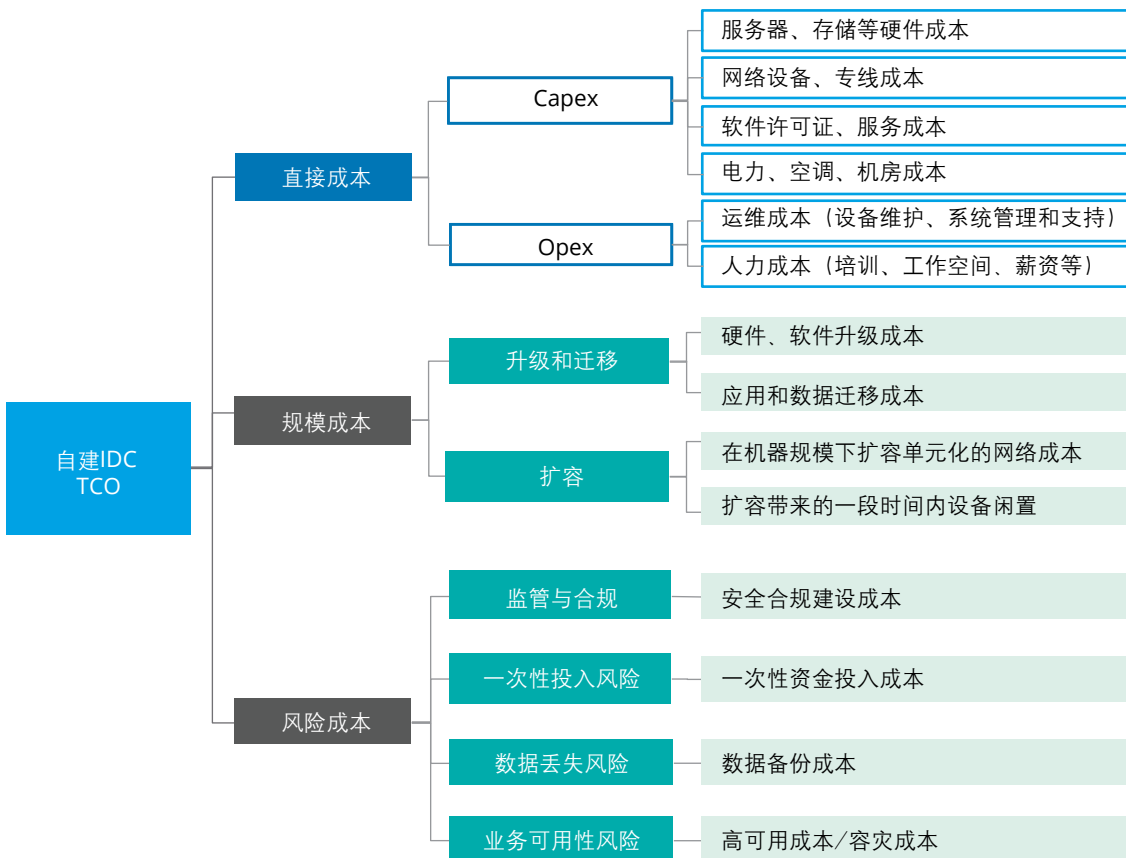 自建IDC
TCO
直接成本
Capex
服务器、存储等硬件成本
网络设备、专线成本
软件许可证、服务成本
电力、空调、机房成本
Opex
运维成本（设备维护、系统管理和支持）
人力成本（培训、工作空间、薪资等）
规模成本
升级和迁移
硬件、软件升级成本
应用和数据迁移成本
扩容
在机器规模下扩容单元化的网络成本
扩容带来的一段时间内设备闲置
风险成本
监管与合规
安全合规建设成本
一次性投入风险
一次性资金投入成本
数据丢失风险
数据备份成本
业务可用性风险
高可用成本/容灾成本